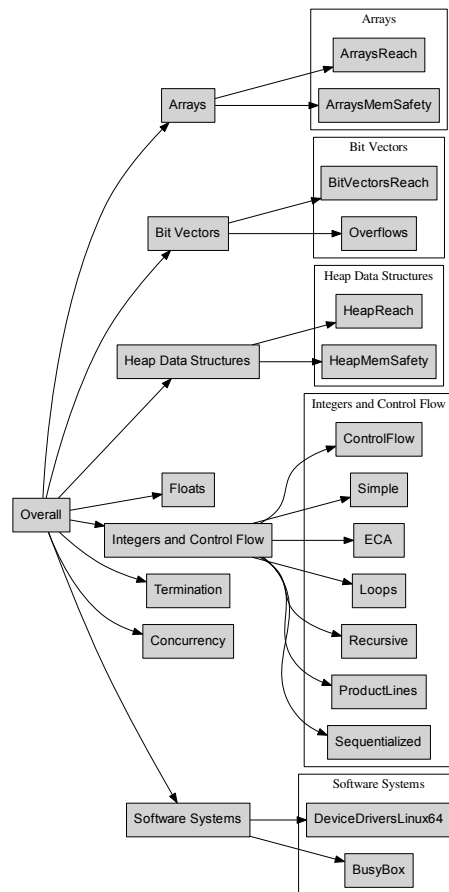 Arrays
ArraysReach
Arrays
ArraysMemSafety
Bit Vectors
BitVectorsReach
Bit Vectors
Overflows
Heap Data Structures
HeapReach
Heap Data Structures
HeapMemSafety
Integers and Control Flow
ControlFlow
Floats
Simple
Overall
Integers and Control Flow
ECA
Termination
Loops
Concurrency
Recursive
ProductLines
Sequentialized
Software Systems
Software Systems
DeviceDriversLinux64
BusyBox